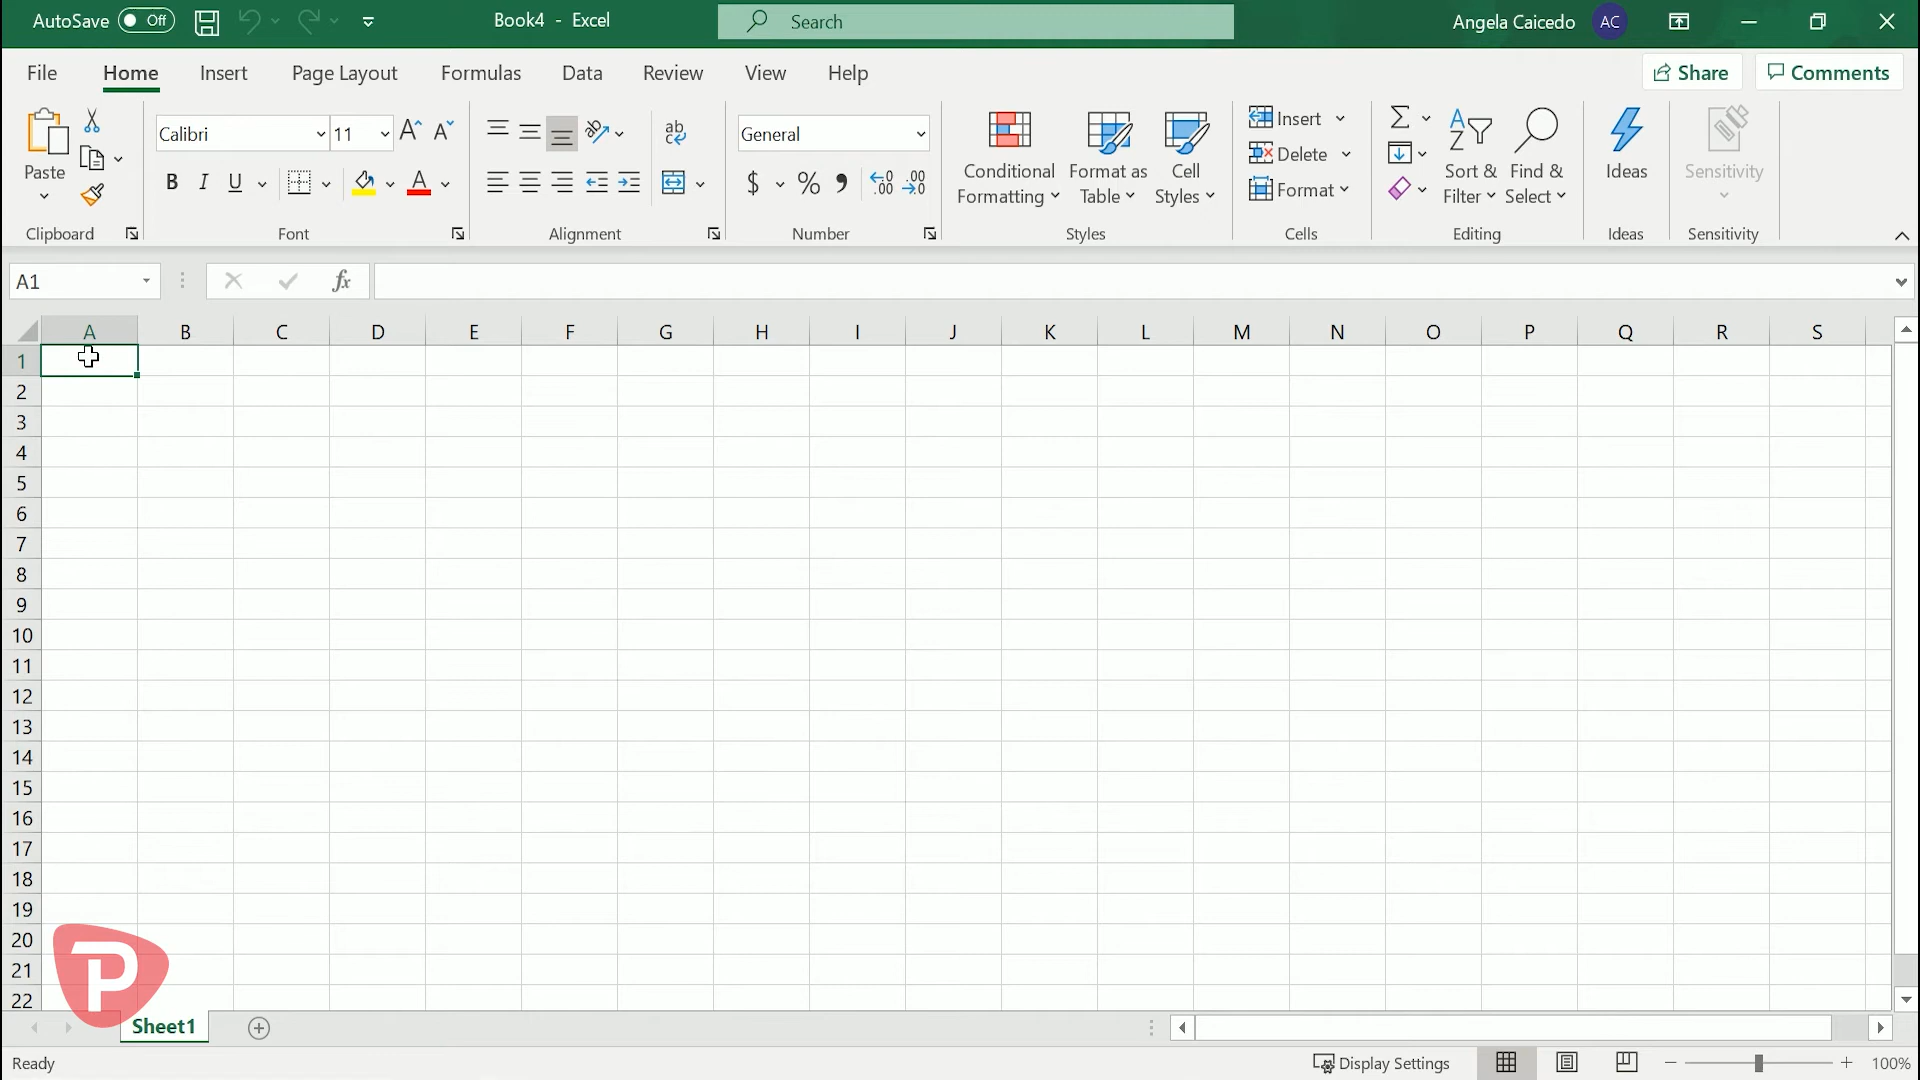 AutoSave Off Book4 - Excel Search Angela Caicedo AC
File Home Insert Page Layout Formulas Data Review View Help Share Comments
Calibri 11 General
Insert
Delete
Format
Paste Conditional Formatting Format as Table Cell Styles Sort & Filter Find & Select Ideas Sensitivity
Clipboard Font Alignment Number Styles Cells Editing Ideas Sensitivity
A1 fx
A B C D E F G H I J K L M N O P Q R S
1
2
3
4
5
6
7
8
9
10
11
12
13
14
15
16
17
18
19
20
21
22
P
Sheet1
Ready Display Settings 100%